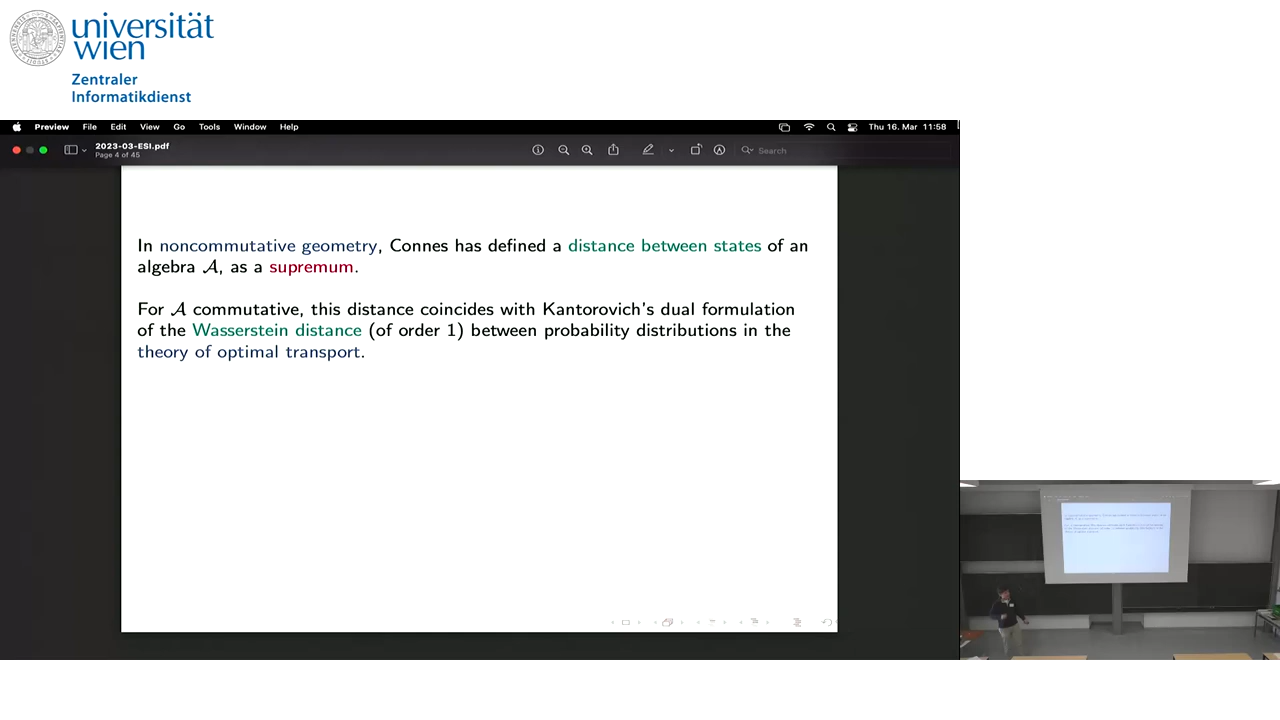 universität
wien
Zentraler
Informatikdienst
Preview File Edit View Go Tools Window Help Thu 16. Mar 11:58
2023-03-ESI.pdf
Page 4 of 45
Search
In noncommutative geometry, Connes has defined a distance between states of an
algebra 𝒜, as a supremum.
For 𝒜 commutative, this distance coincides with Kantorovich's dual formulation
of the Wasserstein distance (of order 1) between probability distributions in the
theory of optimal transport.